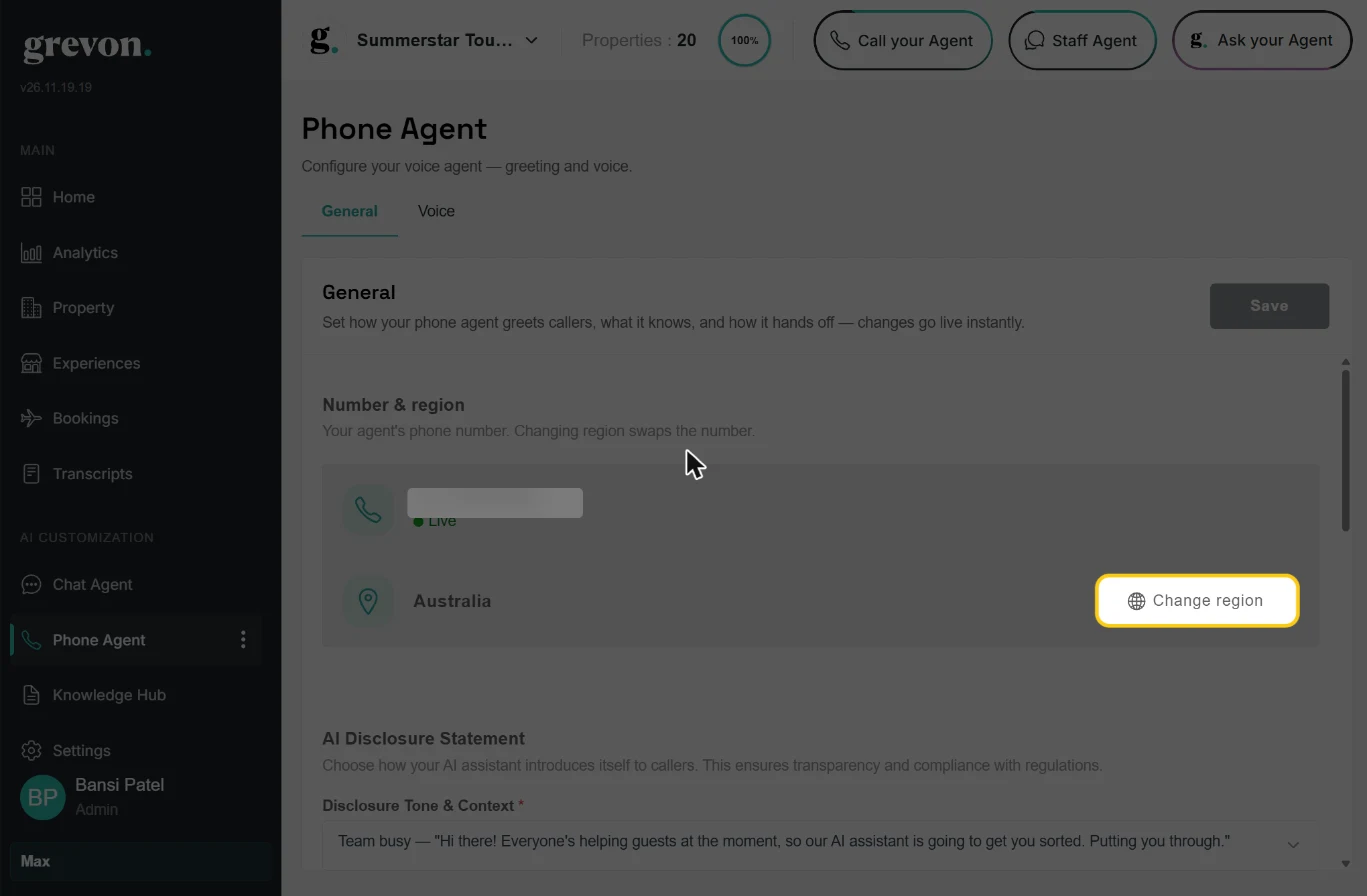 grevon.
v26.11.19.19
MAIN
Home
Analytics
Property
Experiences
Bookings
Transcripts
AI CUSTOMIZATION
Chat Agent
Phone Agent
Knowledge Hub
Settings
BP
Bansi Patel
Admin
Max
g. Summerstar Tou... Properties : 20 100% Call your Agent Staff Agent g. Ask your Agent
Phone Agent
Configure your voice agent — greeting and voice.
General Voice
General
Save
Set how your phone agent greets callers, what it knows, and how it hands off — changes go live instantly.
Number & region
Your agent's phone number. Changing region swaps the number.
Live
Australia
Change region
AI Disclosure Statement
Choose how your AI assistant introduces itself to callers. This ensures transparency and compliance with regulations.
Disclosure Tone & Context *
Team busy — "Hi there! Everyone's helping guests at the moment, so our AI assistant is going to get you sorted. Putting you through."